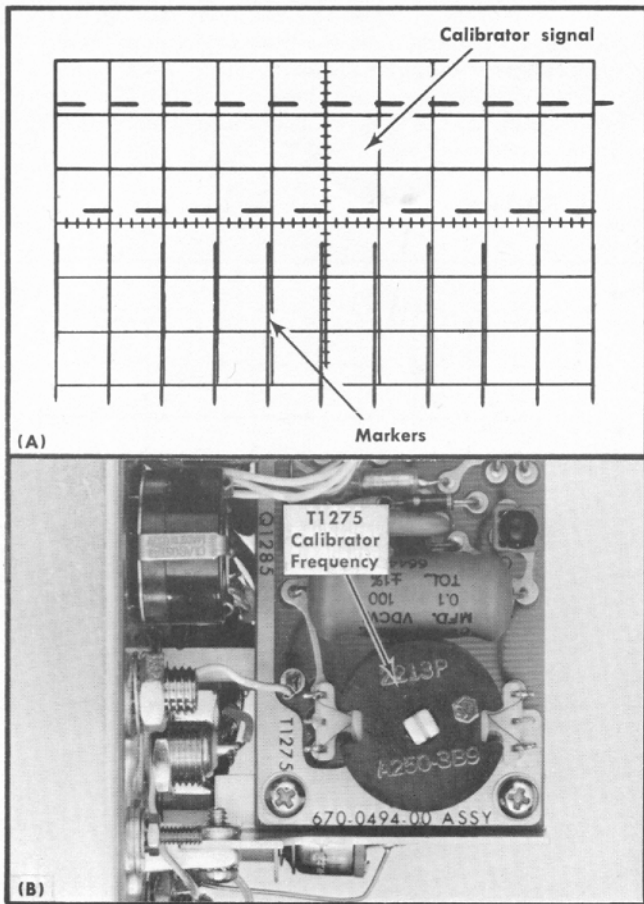 Calibrator signal
Markers
(A)
T1275
Calibrator
Frequency
Q1285
±1%
TOL
100
0.1
VDCW
MFD.
2213P
T1275
A250-3B9
670-0494-00 ASSY
(B)